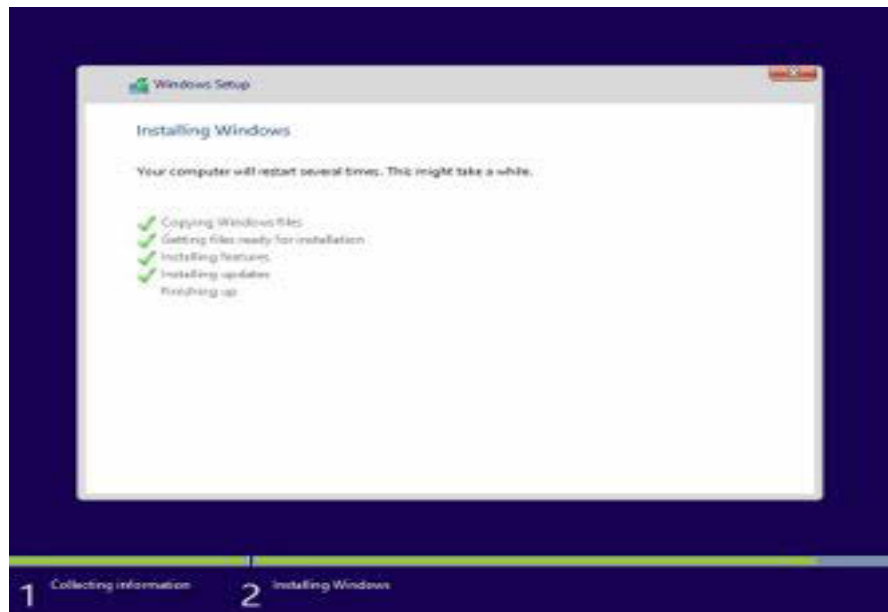 Windows Setup
Installing Windows
Your computer will restart several times. This might take a while.
Copying Windows files
Getting files ready for installation
Installing features
Installing updates
Finishing up
1 Collecting information
2 Installing Windows